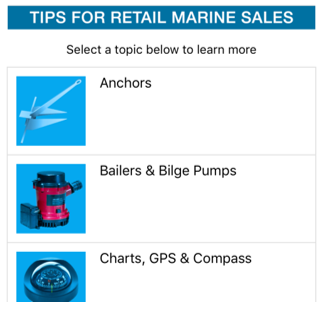 TIPS FOR RETAIL MARINE SALES
Select a topic below to learn more
Anchors
Bailers & Bilge Pumps
Charts, GPS & Compass